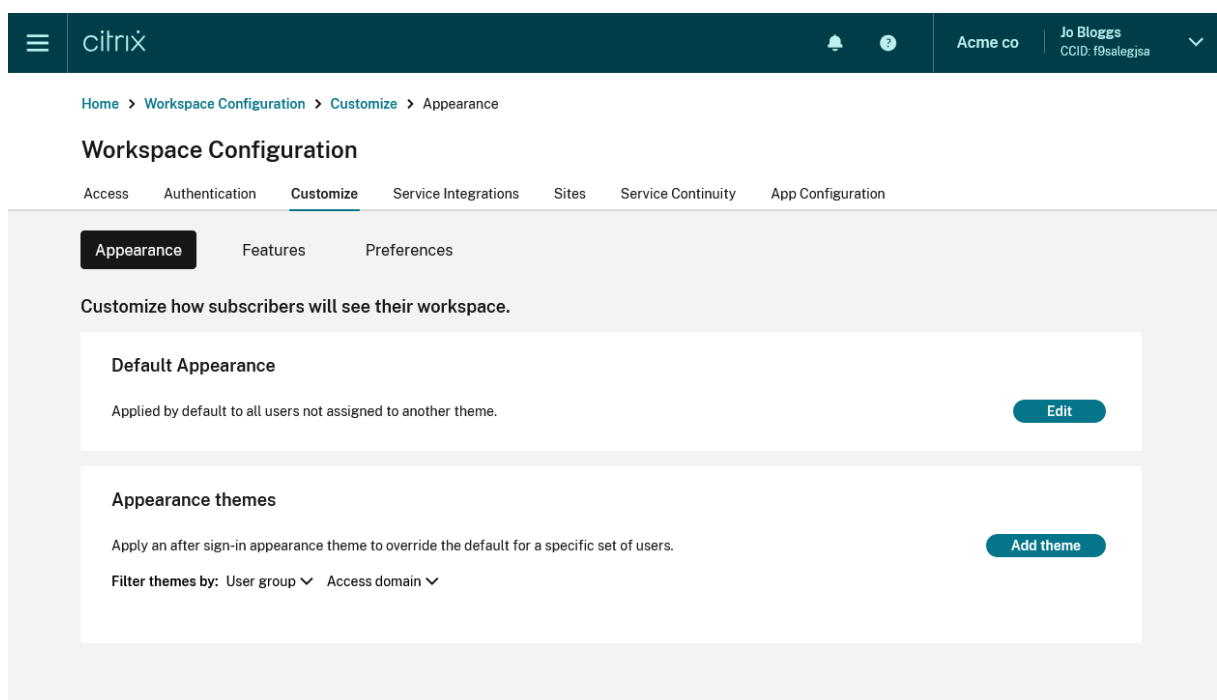 citrix
?
Acme co
Jo Bloggs
CCID: f9salegjsa
Home > Workspace Configuration > Customize > Appearance
Workspace Configuration
Access Authentication Customize Service Integrations Sites Service Continuity App Configuration
Appearance Features Preferences
Customize how subscribers will see their workspace.
Default Appearance
Applied by default to all users not assigned to another theme.
Edit
Appearance themes
Apply an after sign-in appearance theme to override the default for a specific set of users.
Add theme
Filter themes by: User group Access domain